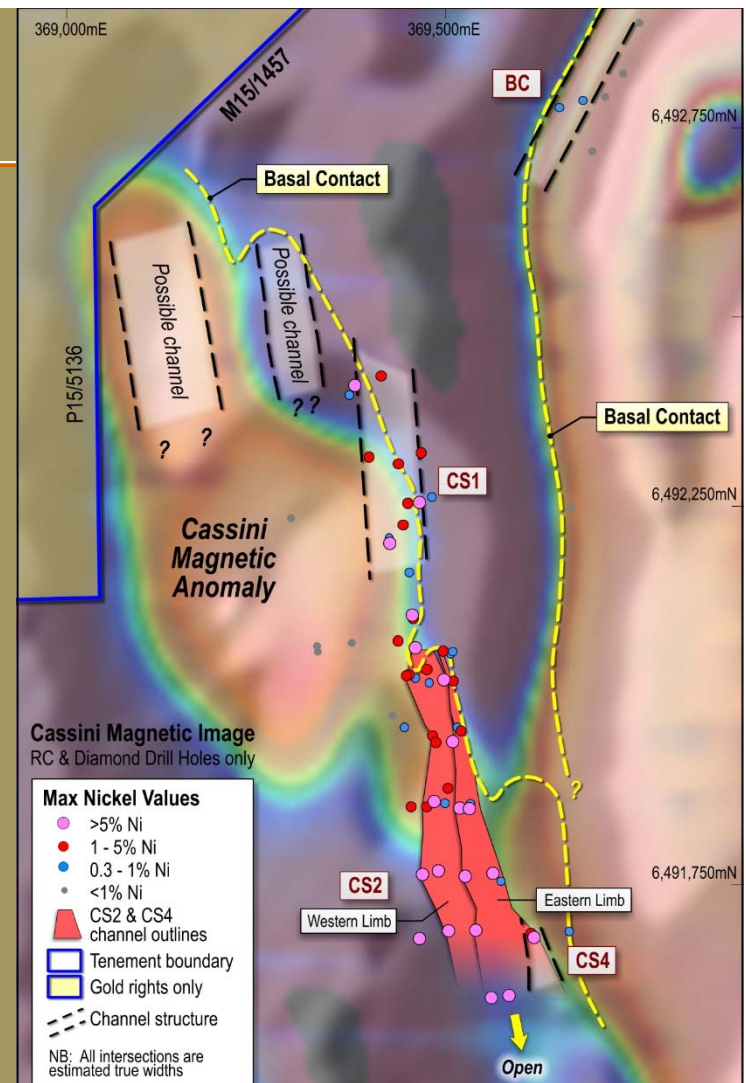 369,000mE
369,500mE
M15/1457
BC
6,492,750mN
Basal Contact
Possible channel
Possible channel
P15/5136
?
?
? ?
Basal Contact
CS1
6,492,250mN
Cassini
Magnetic
Anomaly
Cassini Magnetic Image
RC & Diamond Drill Holes only
?
Max Nickel Values
>5% Ni
1 - 5% Ni
0.3 - 1% Ni
<1% Ni
CS2 & CS4
channel outlines
Tenement boundary
Gold rights only
Channel structure
NB: All intersections are
estimated true widths
6,491,750mN
CS2
Western Limb
Eastern Limb
CS4
Open